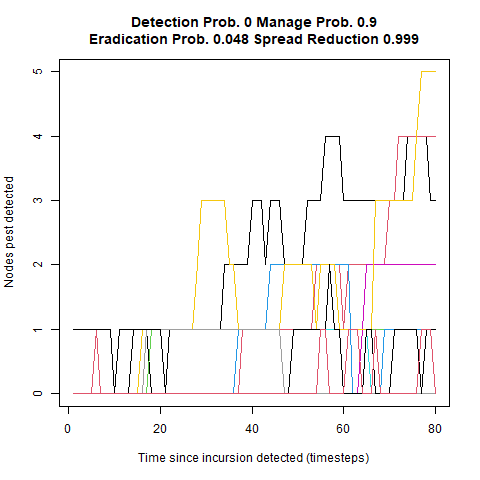 Detection Prob. 0 Manage Prob. 0.9
Eradication Prob. 0.048 Spread Reduction 0.999
Nodes pest detected
5
4
3
2
1
0
0 20 40 60 80
Time since incursion detected (timesteps)